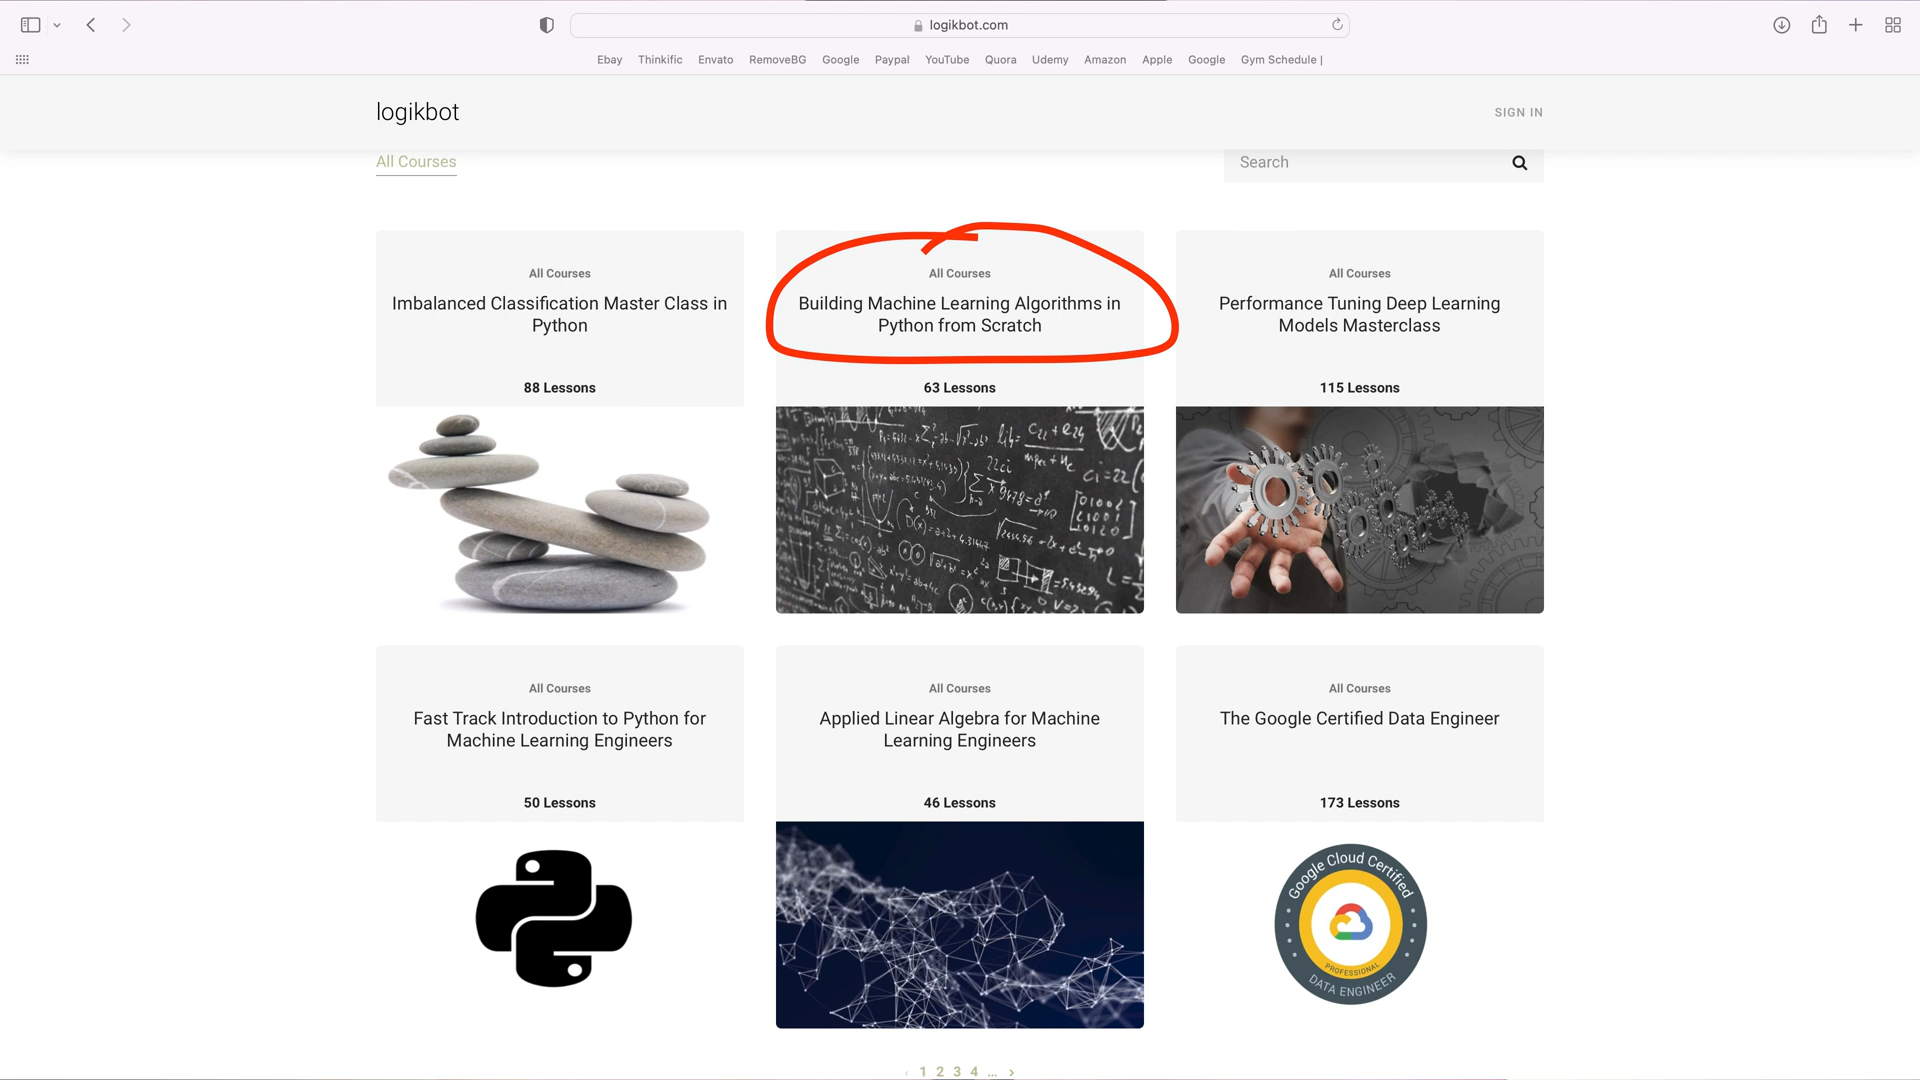 logikbot.com
Ebay Thinkific Envato RemoveBG Google Paypal YouTube Quora Udemy Amazon Apple Google Gym Schedule |
logikbot
SIGN IN
All Courses
Search
All Courses
Imbalanced Classification Master Class in
Python
88 Lessons
All Courses
Building Machine Learning Algorithms in
Python from Scratch
63 Lessons
All Courses
Performance Tuning Deep Learning
Models Masterclass
115 Lessons
All Courses
Fast Track Introduction to Python for
Machine Learning Engineers
50 Lessons
All Courses
Applied Linear Algebra for Machine
Learning Engineers
46 Lessons
All Courses
The Google Certified Data Engineer
173 Lessons
Google Cloud Certified
PROFESSIONAL
DATA ENGINEER
‹ 1 2 3 4 … ›